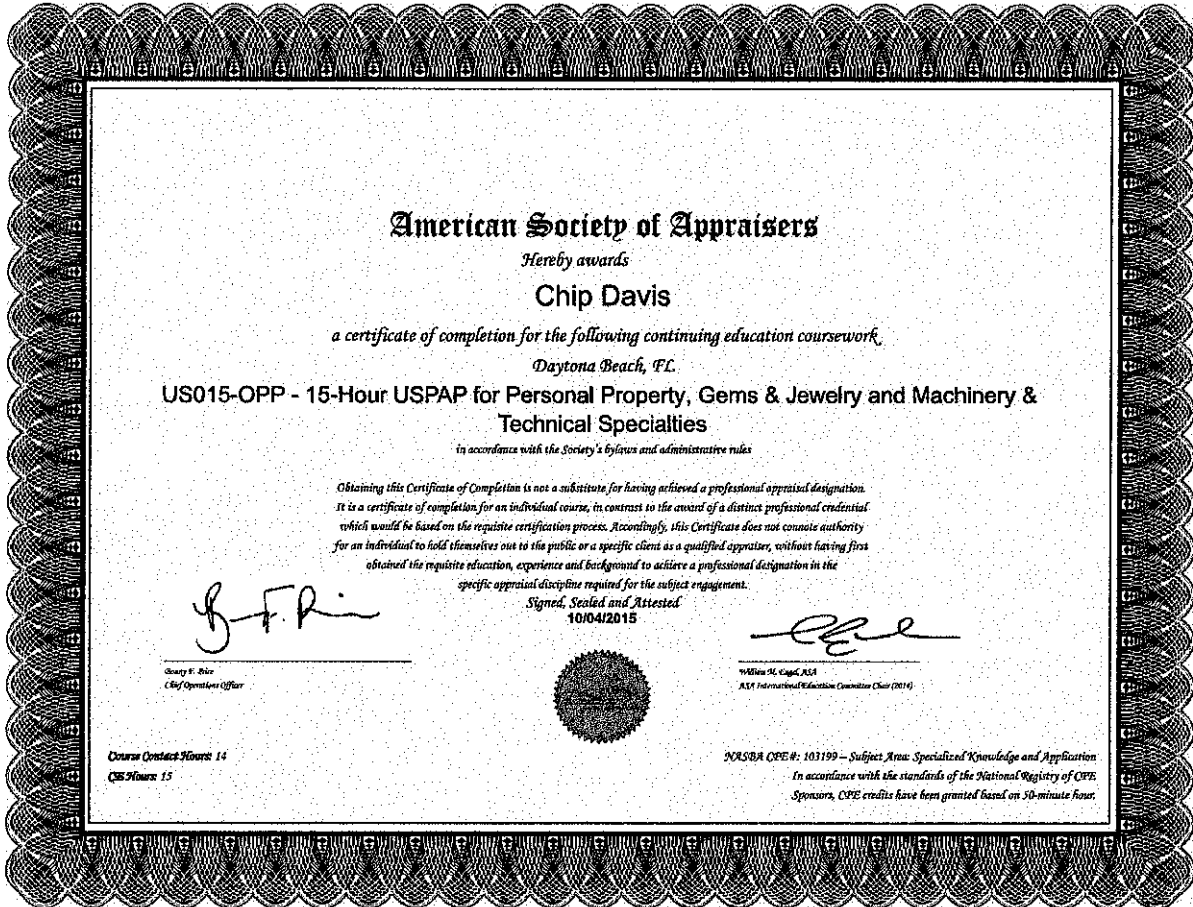 American Society of Appraisers
Hereby awards
Chip Davis
a certificate of completion for the following continuing education coursework
Daytona Beach, FL
US015-OPP - 15-Hour USPAP for Personal Property, Gems & Jewelry and Machinery &
Technical Specialties
in accordance with the Society's bylaws and administrative rules
Obtaining this Certificate of Completion is not a substitute for having achieved a professional appraisal designation.
It is a certificate of completion for an individual course, in contrast to the award of a distinct professional credential
which would be based on the requisite certification process. Accordingly, this Certificate does not connote authority
for an individual to hold themselves out to the public or a specific client as a qualified appraiser, without having first
obtained the requisite education, experience and background to achieve a professional designation in the
specific appraisal discipline required for the subject engagement.
Signed, Sealed and Attested
10/04/2015
F. Price
Chief Operations Officer
William M. Engel, ASA
ASA International Education Committee Chair (2014)
Course Contact Hours: 14
CE Hours: 15
NASBA CPE#: 103199 – Subject Area: Specialized Knowledge and Application
In accordance with the standards of the National Registry of CPE
Sponsors, CPE credits have been granted based on 50-minute hour.